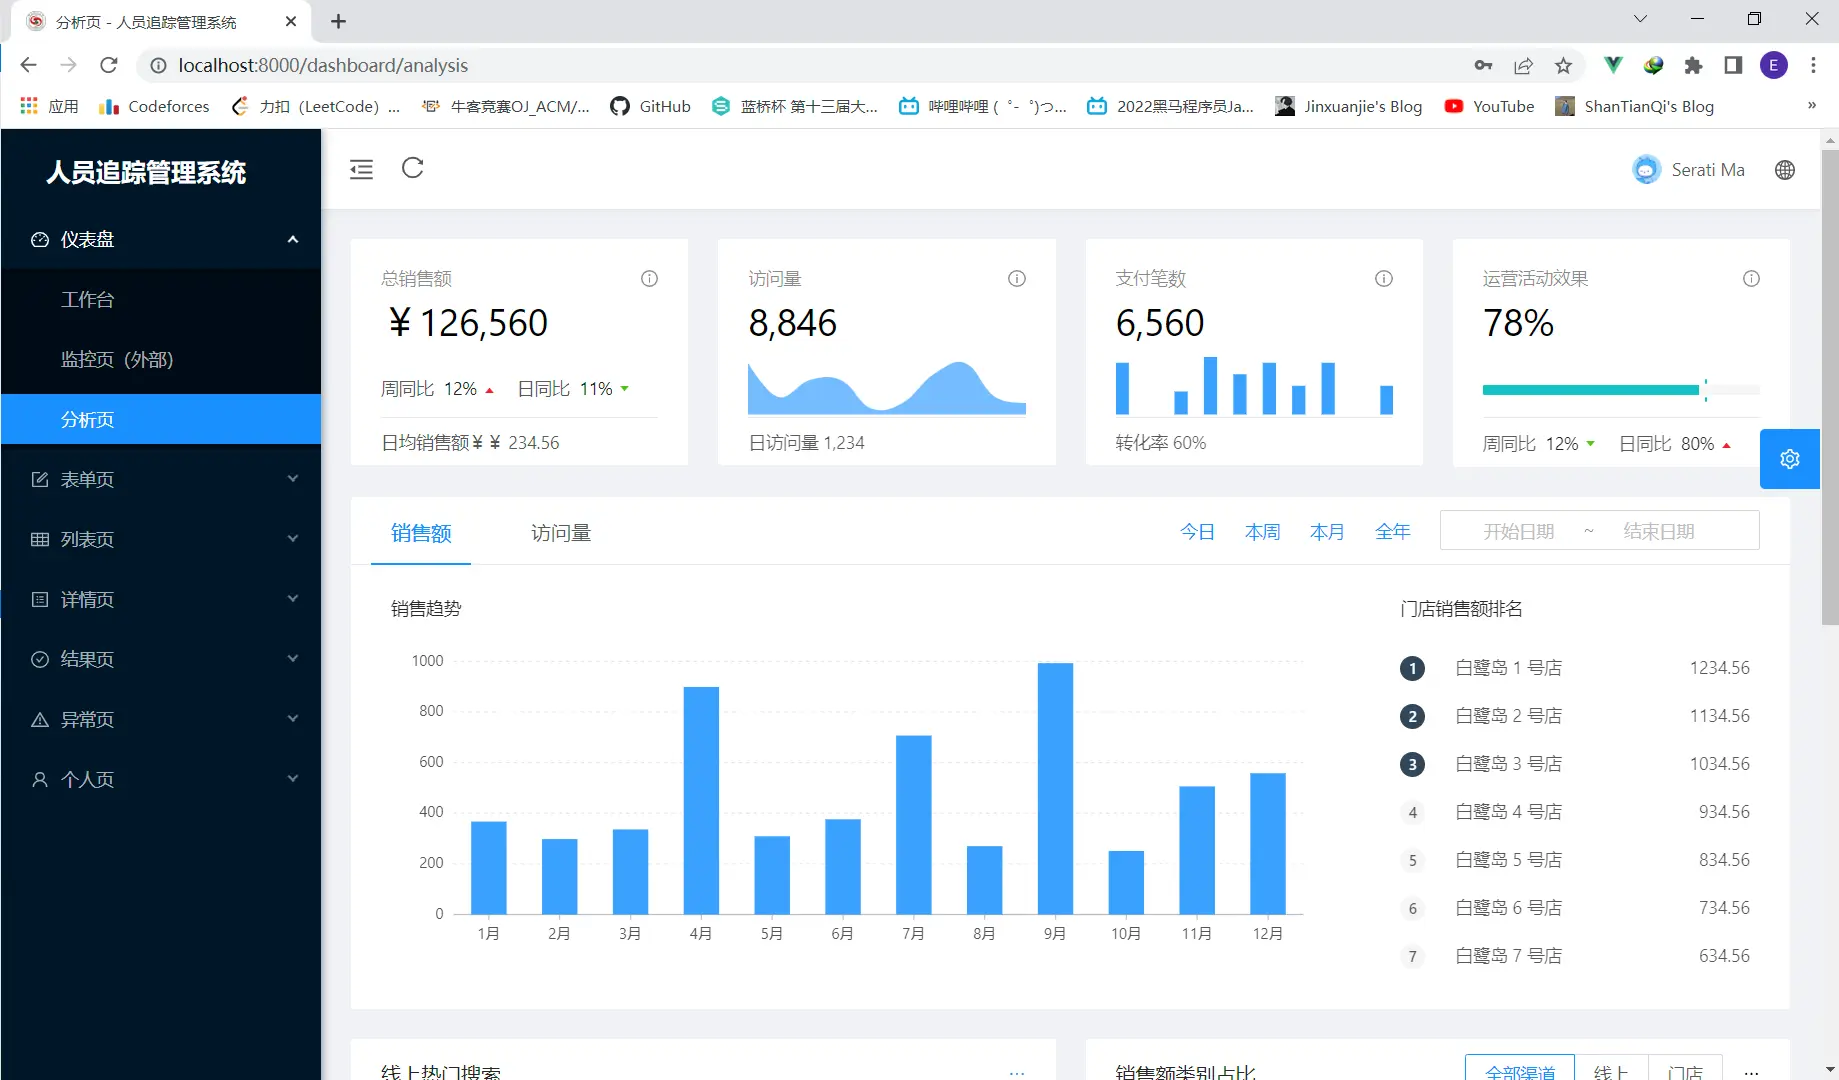 分析页 - 人员追踪管理系统
localhost:8000/dashboard/analysis
E
应用 Codeforces 力扣（LeetCode）... 牛客竞赛OJ_ACM/... GitHub 蓝桥杯 第十三届大... 哔哩哔哩 (゜-゜)つ... 2022黑马程序员Ja... Jinxuanjie's Blog YouTube ShanTianQi's Blog »
人员追踪管理系统
Serati Ma
仪表盘
工作台
监控页（外部）
分析页
表单页
列表页
详情页
结果页
异常页
个人页
总销售额
¥ 126,560
周同比 12% 日同比 11%
日均销售额¥ ¥ 234.56
访问量
8,846
日访问量 1,234
支付笔数
6,560
转化率 60%
运营活动效果
78%
周同比 12% 日同比 80%
销售额 访问量 今日 本周 本月 全年 开始日期 ~ 结束日期
销售趋势
1000
800
600
400
200
0
1月 2月 3月 4月 5月 6月 7月 8月 9月 10月 11月 12月
门店销售额排名
1 白鹭岛 1 号店 1234.56
2 白鹭岛 2 号店 1134.56
3 白鹭岛 3 号店 1034.56
4 白鹭岛 4 号店 934.56
5 白鹭岛 5 号店 834.56
6 白鹭岛 6 号店 734.56
7 白鹭岛 7 号店 634.56
线上热门搜索 ...
销售额类别占比 全部渠道 线上 门店 ...